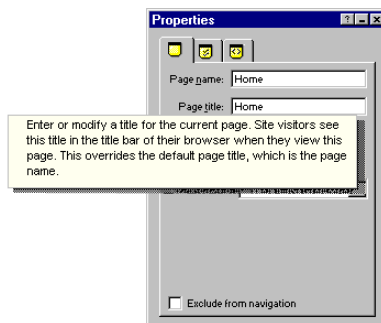 Properties
Page name: Home
Page title: Home
Enter or modify a title for the current page. Site visitors see
this title in the title bar of their browser when they view this
page. This overrides the default page title, which is the page
name.
Exclude from navigation